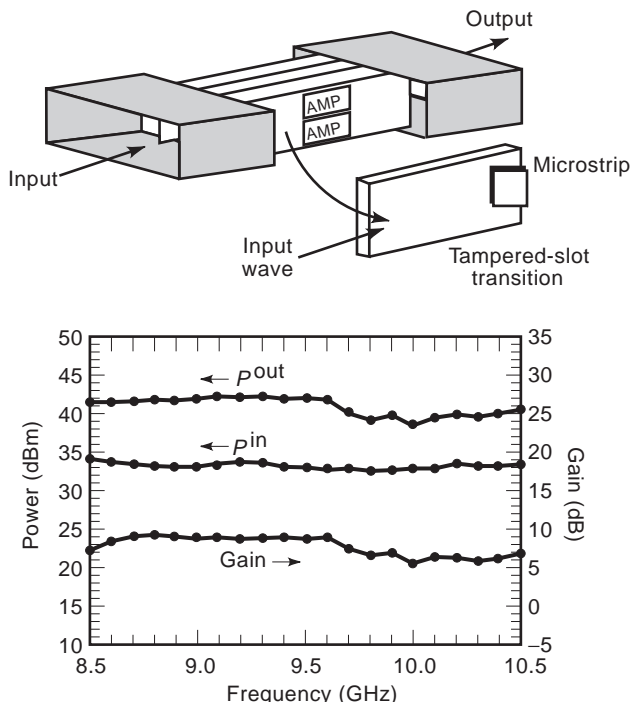 Output
AMP
AMP
Input
Microstrip
Input
wave
Tampered-slot
transition
50
45
40
35
30
25
20
15
10
Power (dBm)
← P^out
← P^in
Gain →
35
30
25
20
15
10
5
0
–5
Gain (dB)
8.5 9.0 9.5 10.0 10.5
Frequency (GHz)